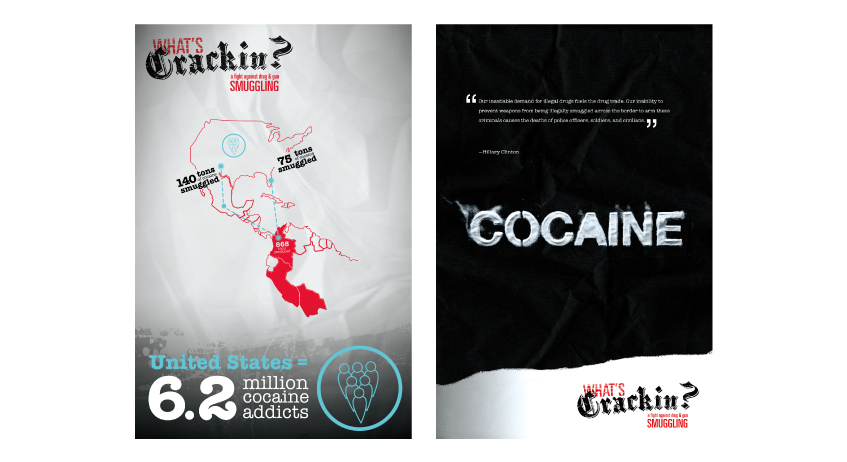 WHAT'S
Crackin?
a fight against drug & gun
SMUGGLING
75 tons
smuggled
140 tons
smuggled
865
United States =
6.2 million
cocaine
addicts
“ Our insatiable demand for illegal drugs fuels the drug trade. Our inability to
prevent weapons from being illegally smuggled across the border to arm these
criminals causes the deaths of police officers, soldiers, and civilians. ”
—Hillary Clinton
COCAINE
WHAT'S
Crackin?
a fight against drug & gun
SMUGGLING